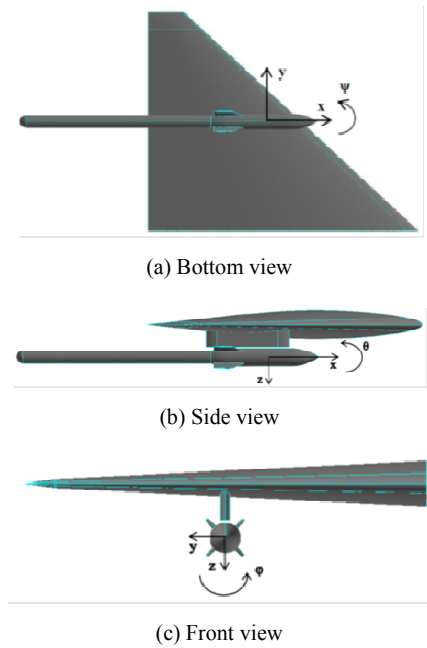 y
ψ
x
(a) Bottom view
θ
x
z
(b) Side view
y
z
φ
(c) Front view